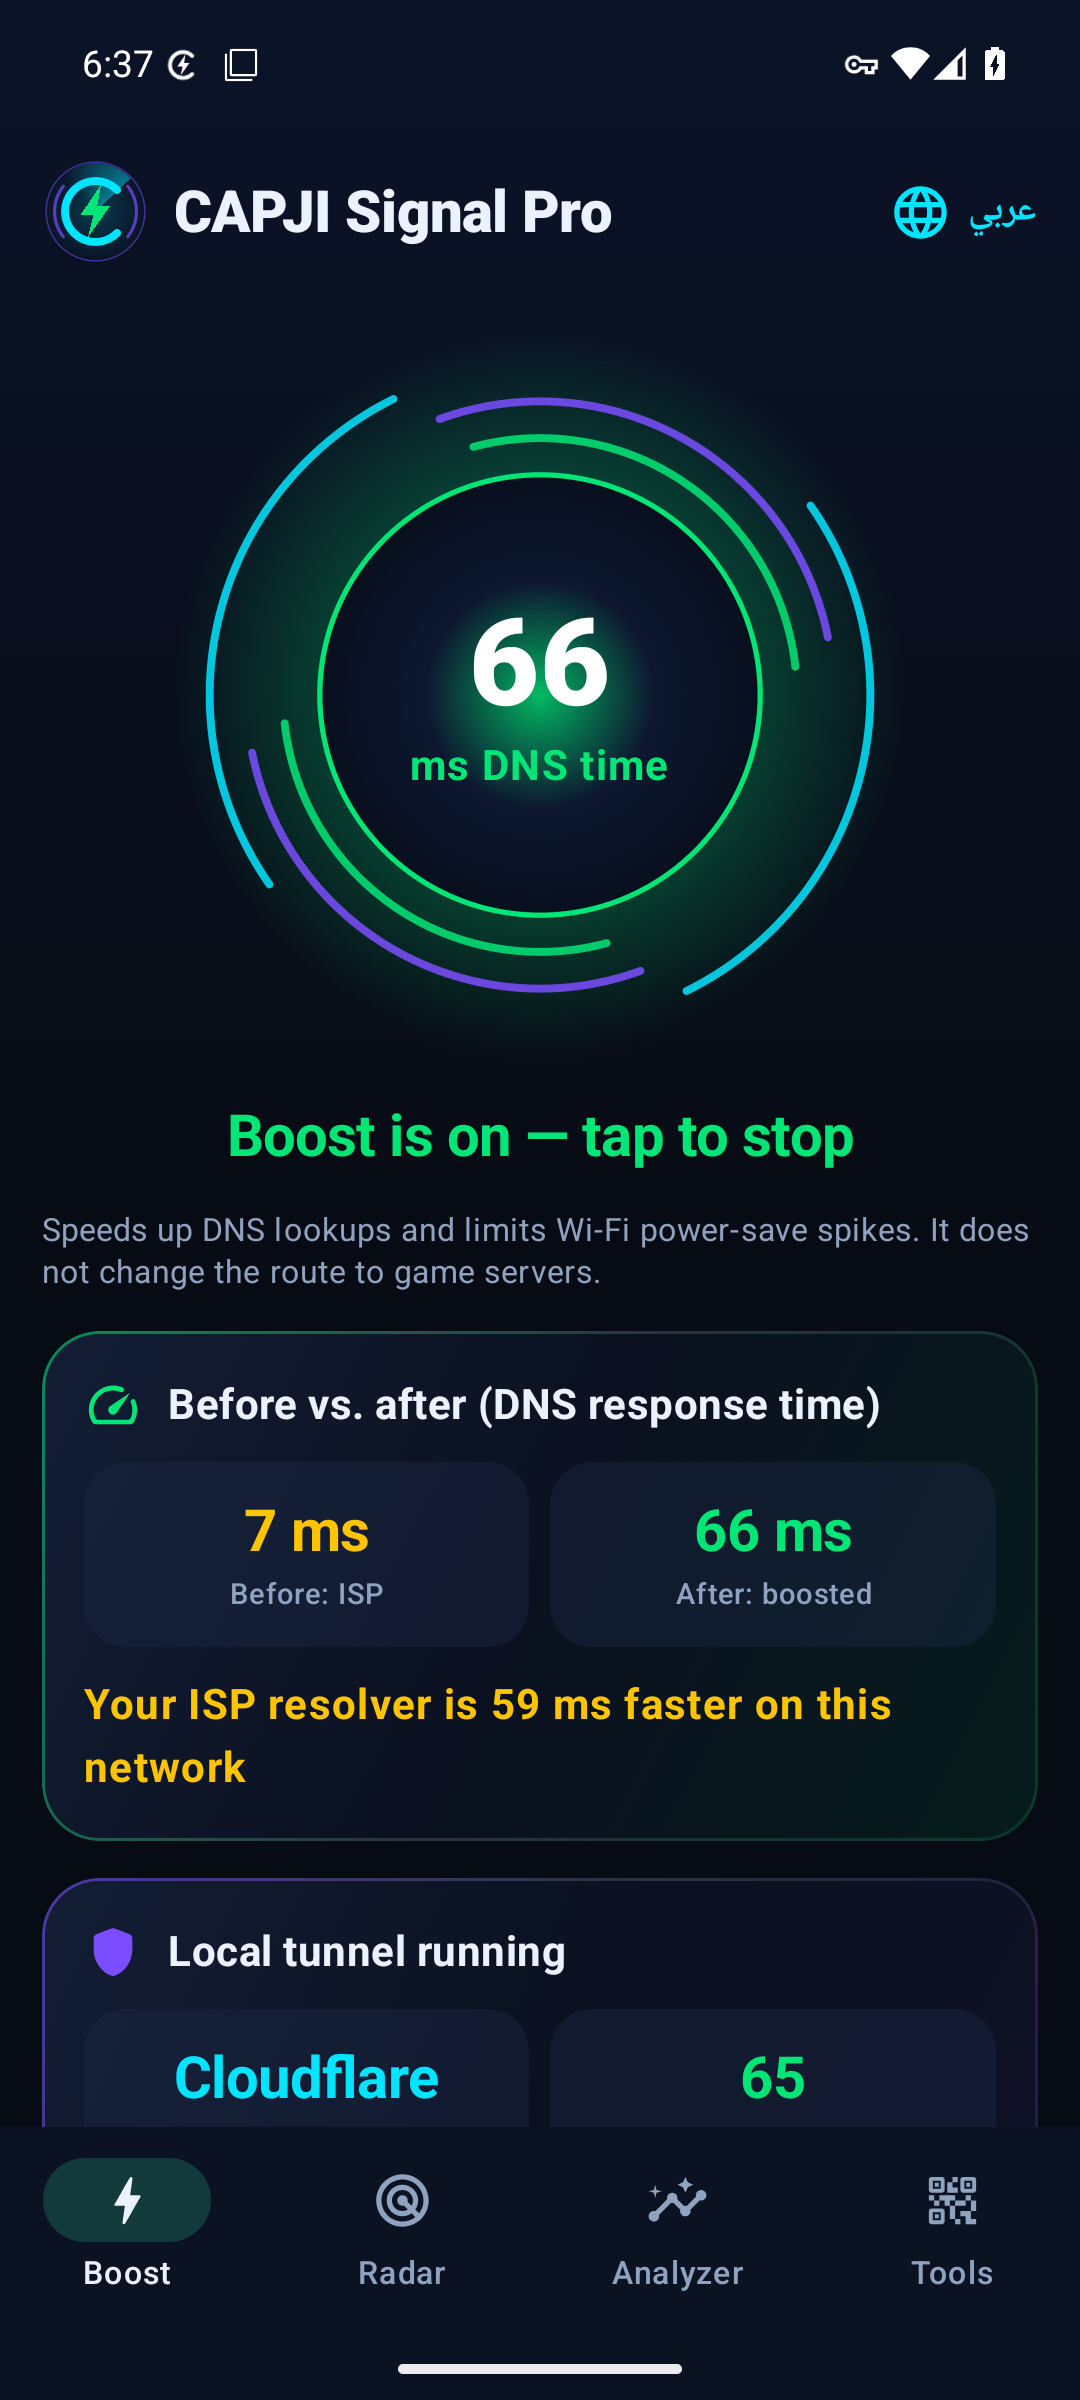 6:37
CAPJI Signal Pro
عربي
66
ms DNS time
Boost is on — tap to stop
Speeds up DNS lookups and limits Wi-Fi power-save spikes. It does
not change the route to game servers.
Before vs. after (DNS response time)
7 ms
Before: ISP
66 ms
After: boosted
Your ISP resolver is 59 ms faster on this
network
Local tunnel running
Cloudflare
65
Boost
Radar
Analyzer
Tools